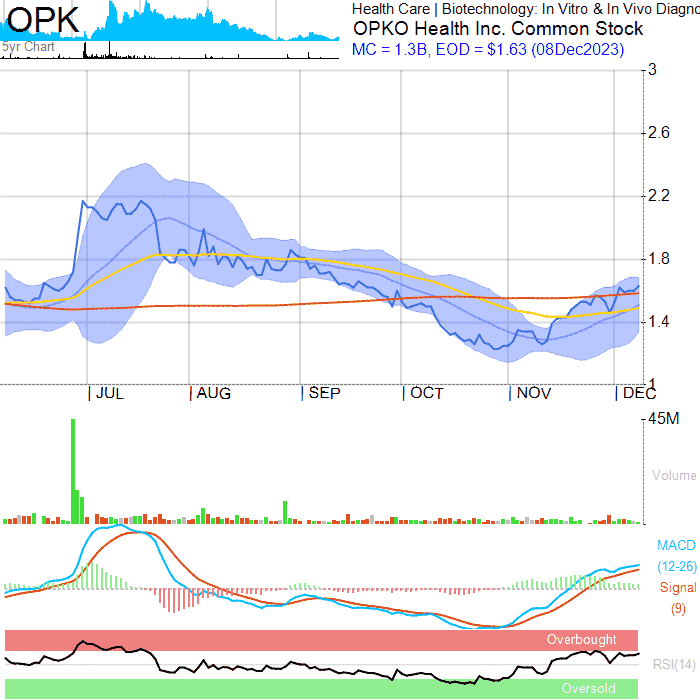 OPK
Health Care | Biotechnology: In Vitro & In Vivo Diagno
OPKO Health Inc. Common Stock
5yr Chart
MC = 1.3B, EOD = $1.63 (08Dec2023)
3
2.6
2.2
1.8
1.4
1
JUL AUG SEP OCT NOV DEC
45M
Volume
MACD
(12-26)
Signal
(9)
Overbought
RSI(14)
Oversold